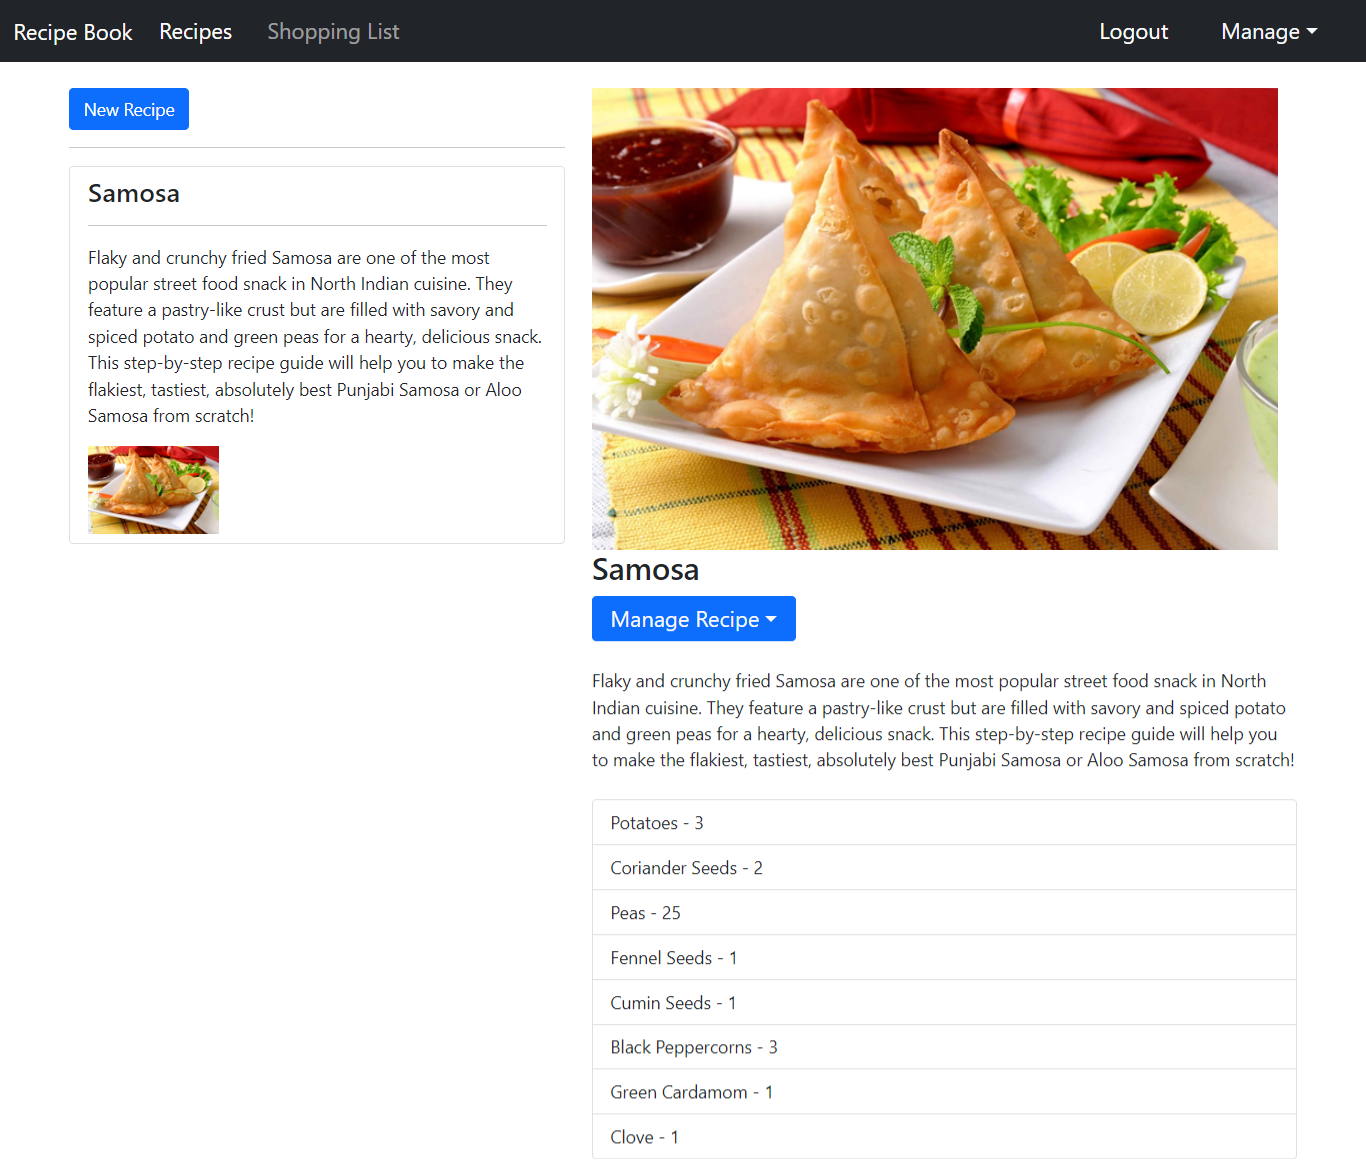 Recipe Book Recipes Shopping List Logout Manage
New Recipe
Samosa
Flaky and crunchy fried Samosa are one of the most
popular street food snack in North Indian cuisine. They
feature a pastry-like crust but are filled with savory and
spiced potato and green peas for a hearty, delicious snack.
This step-by-step recipe guide will help you to make the
flakiest, tastiest, absolutely best Punjabi Samosa or Aloo
Samosa from scratch!
Samosa
Manage Recipe
Flaky and crunchy fried Samosa are one of the most popular street food snack in North
Indian cuisine. They feature a pastry-like crust but are filled with savory and spiced potato
and green peas for a hearty, delicious snack. This step-by-step recipe guide will help you
to make the flakiest, tastiest, absolutely best Punjabi Samosa or Aloo Samosa from scratch!
Potatoes - 3
Coriander Seeds - 2
Peas - 25
Fennel Seeds - 1
Cumin Seeds - 1
Black Peppercorns - 3
Green Cardamom - 1
Clove - 1